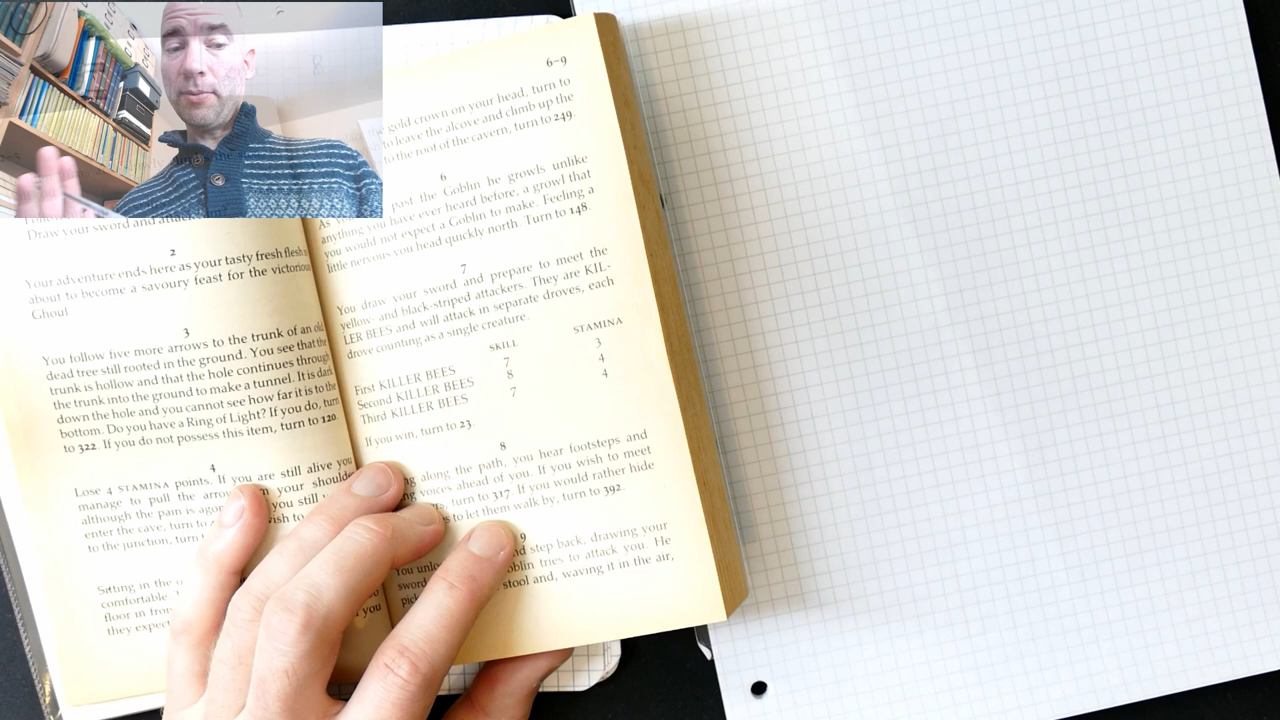 Draw your sword and attack
2
Your adventure ends here as your tasty fresh flesh is
about to become a savoury feast for the victorious
Ghoul
3
You follow five more arrows to the trunk of an old
dead tree still rooted in the ground. You see that the
trunk is hollow and that the hole continues through
the trunk into the ground to make a tunnel. It is dark
down the hole and you cannot see how far it is to the
bottom. Do you have a Ring of Light? If you do, turn
to 322. If you do not possess this item, turn to 120.
4
Lose 4 STAMINA points. If you are still alive you
manage to pull the arrow from your shoulder
although the pain is you still
enter the cave, turn to wish to
to the junction, turn
Sitting in the
comfortable
floor in
they expect you
6–9
gold crown on your head, turn to
to leave the alcove and climb up the
to the roof of the cavern, turn to 249.
6
As past the Goblin he growls unlike
anything you have ever heard before, a growl that
you would not expect a Goblin to make. Feeling a
little nervous you head quickly north. Turn to 148.
7
You draw your sword and prepare to meet the
yellow- and black-striped attackers. They are KIL-
LER BEES and will attack in separate droves, each
drove counting as a single creature.
SKILL STAMINA
First KILLER BEES 7 3
Second KILLER BEES 8 4
Third KILLER BEES 7 4
If you win, turn to 23.
8
along the path, you hear footsteps and
voices ahead of you. If you wish to meet
turn to 317. If you would rather hide
to let them walk by, turn to 392.
9
You and step back, drawing your
sword tries to attack you. He
stool and, waving it in the air,